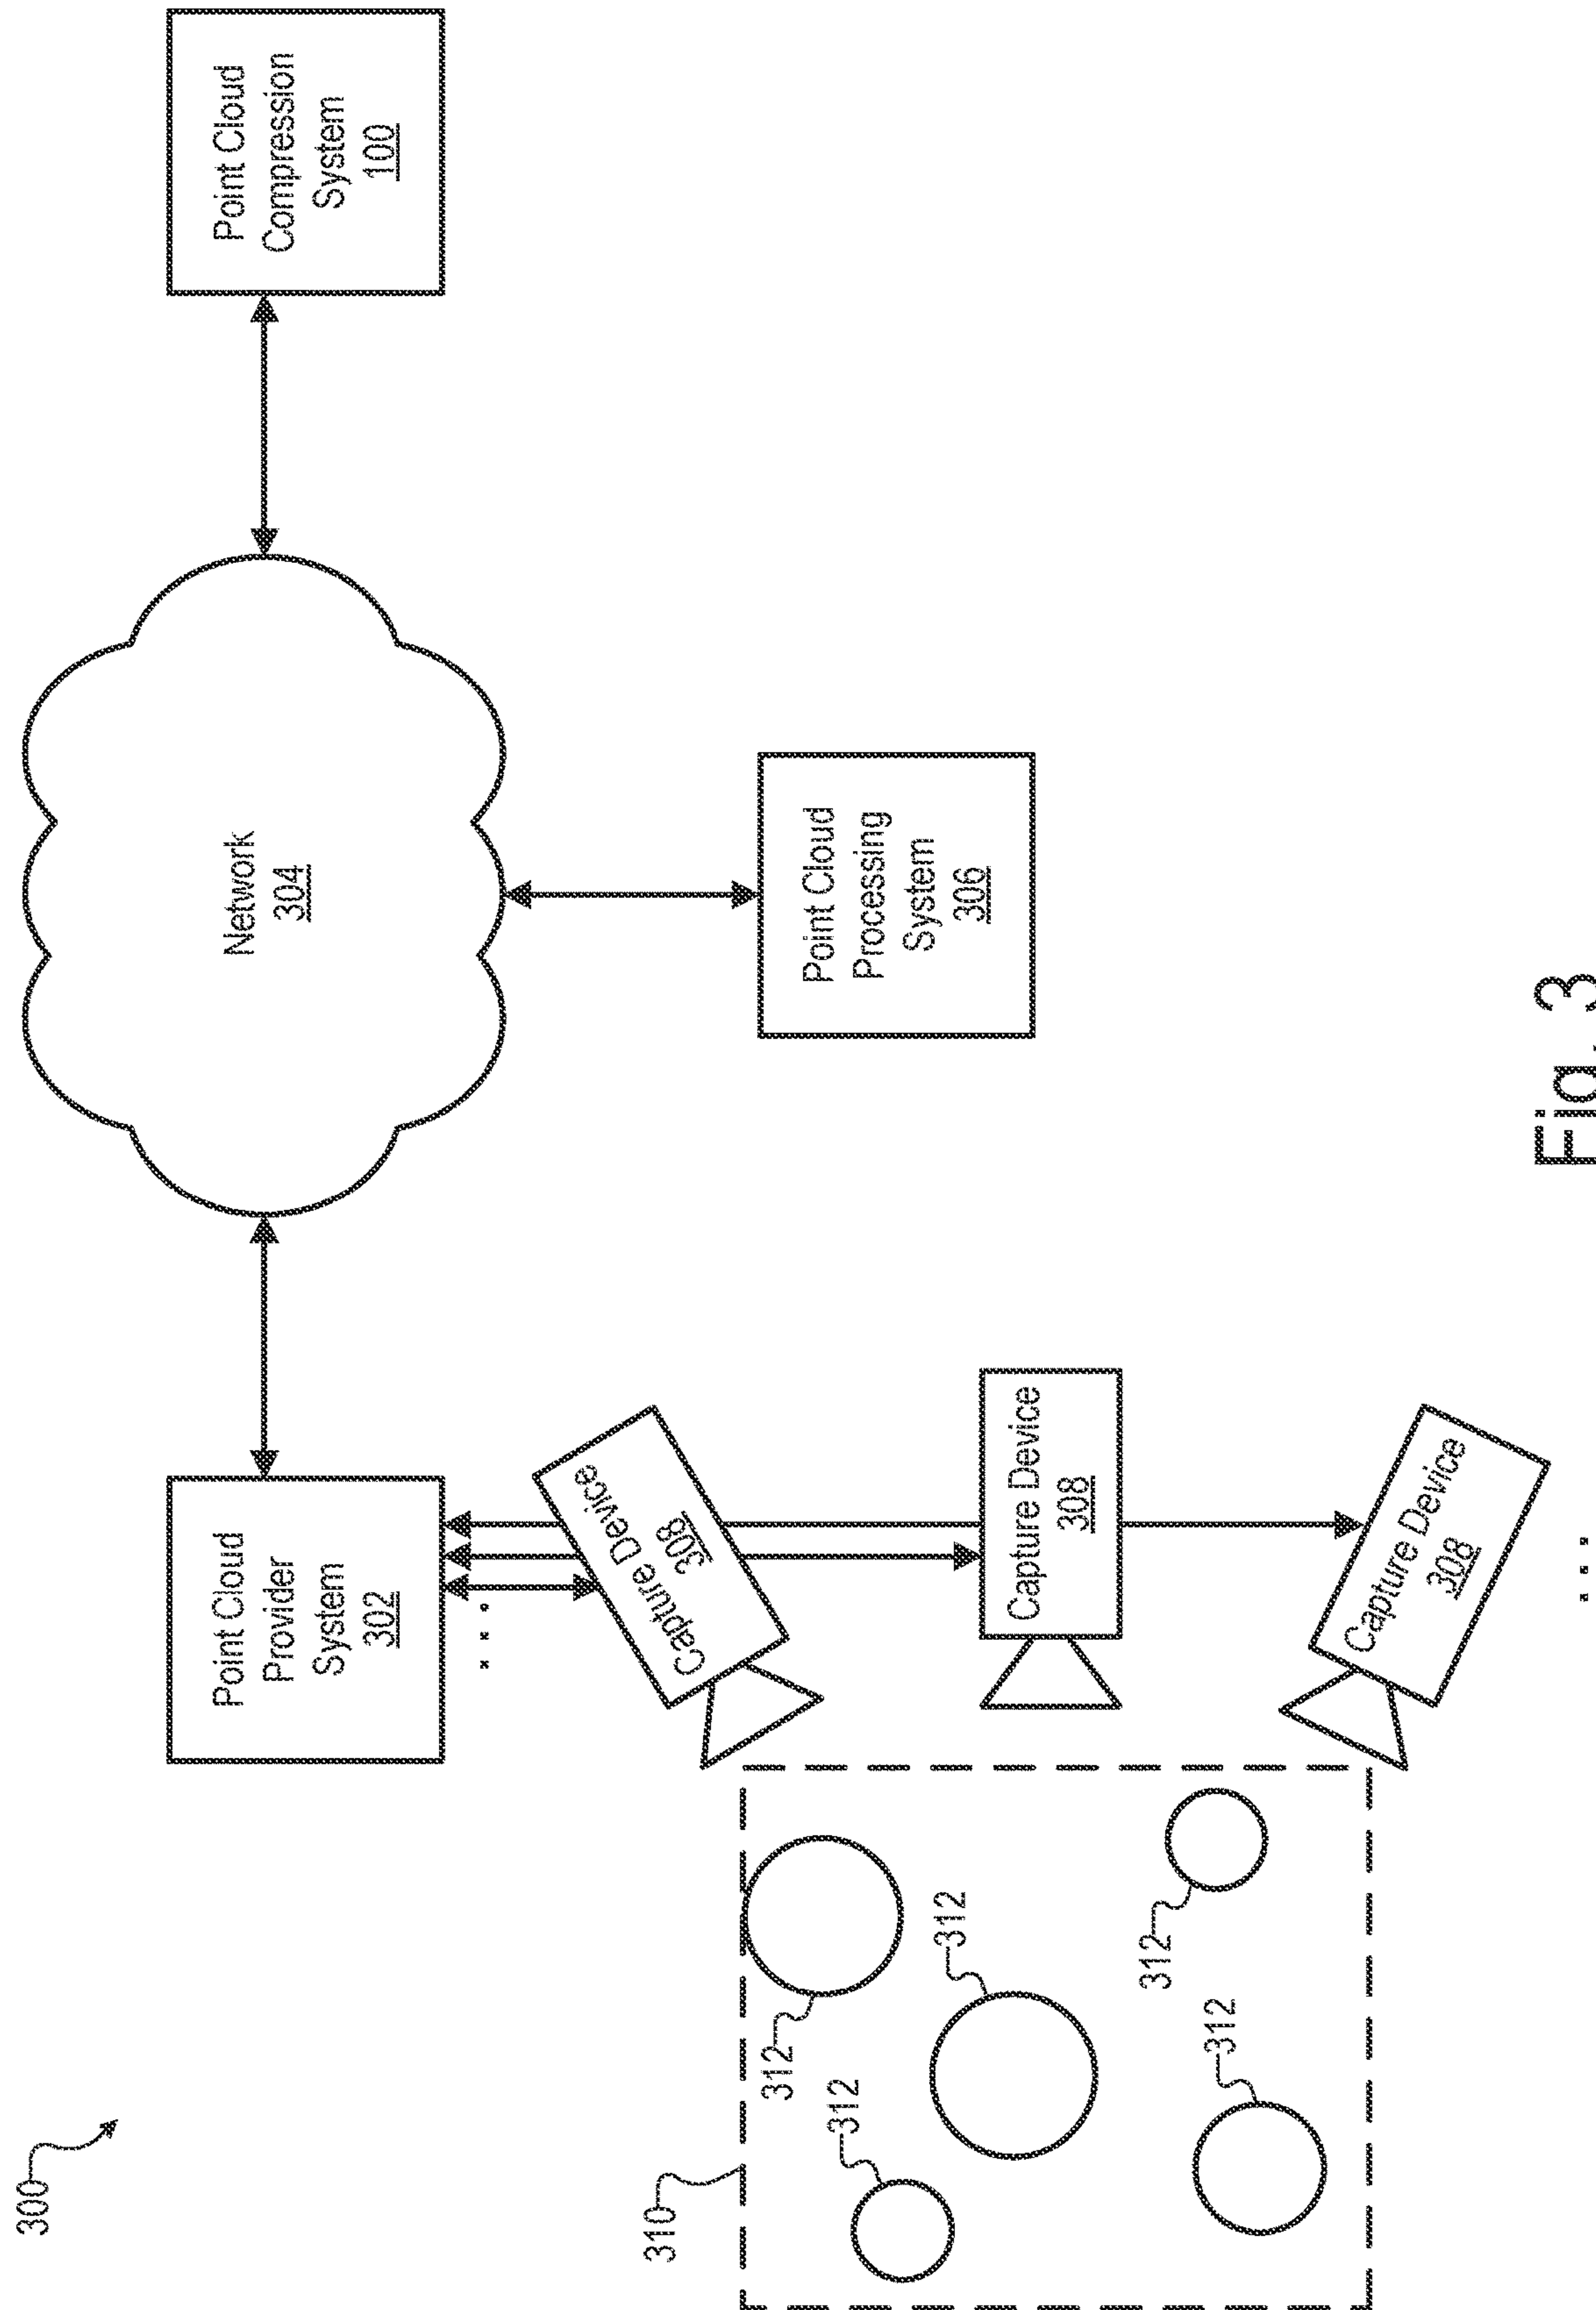 300
Point Cloud
Provider
System
302
Network
304
Point Cloud
Compression
System
100
Point Cloud
Processing
System
306
Capture Device
308
Capture Device
308
Capture Device
308
310
312
312
312
312
312
Fig. 3